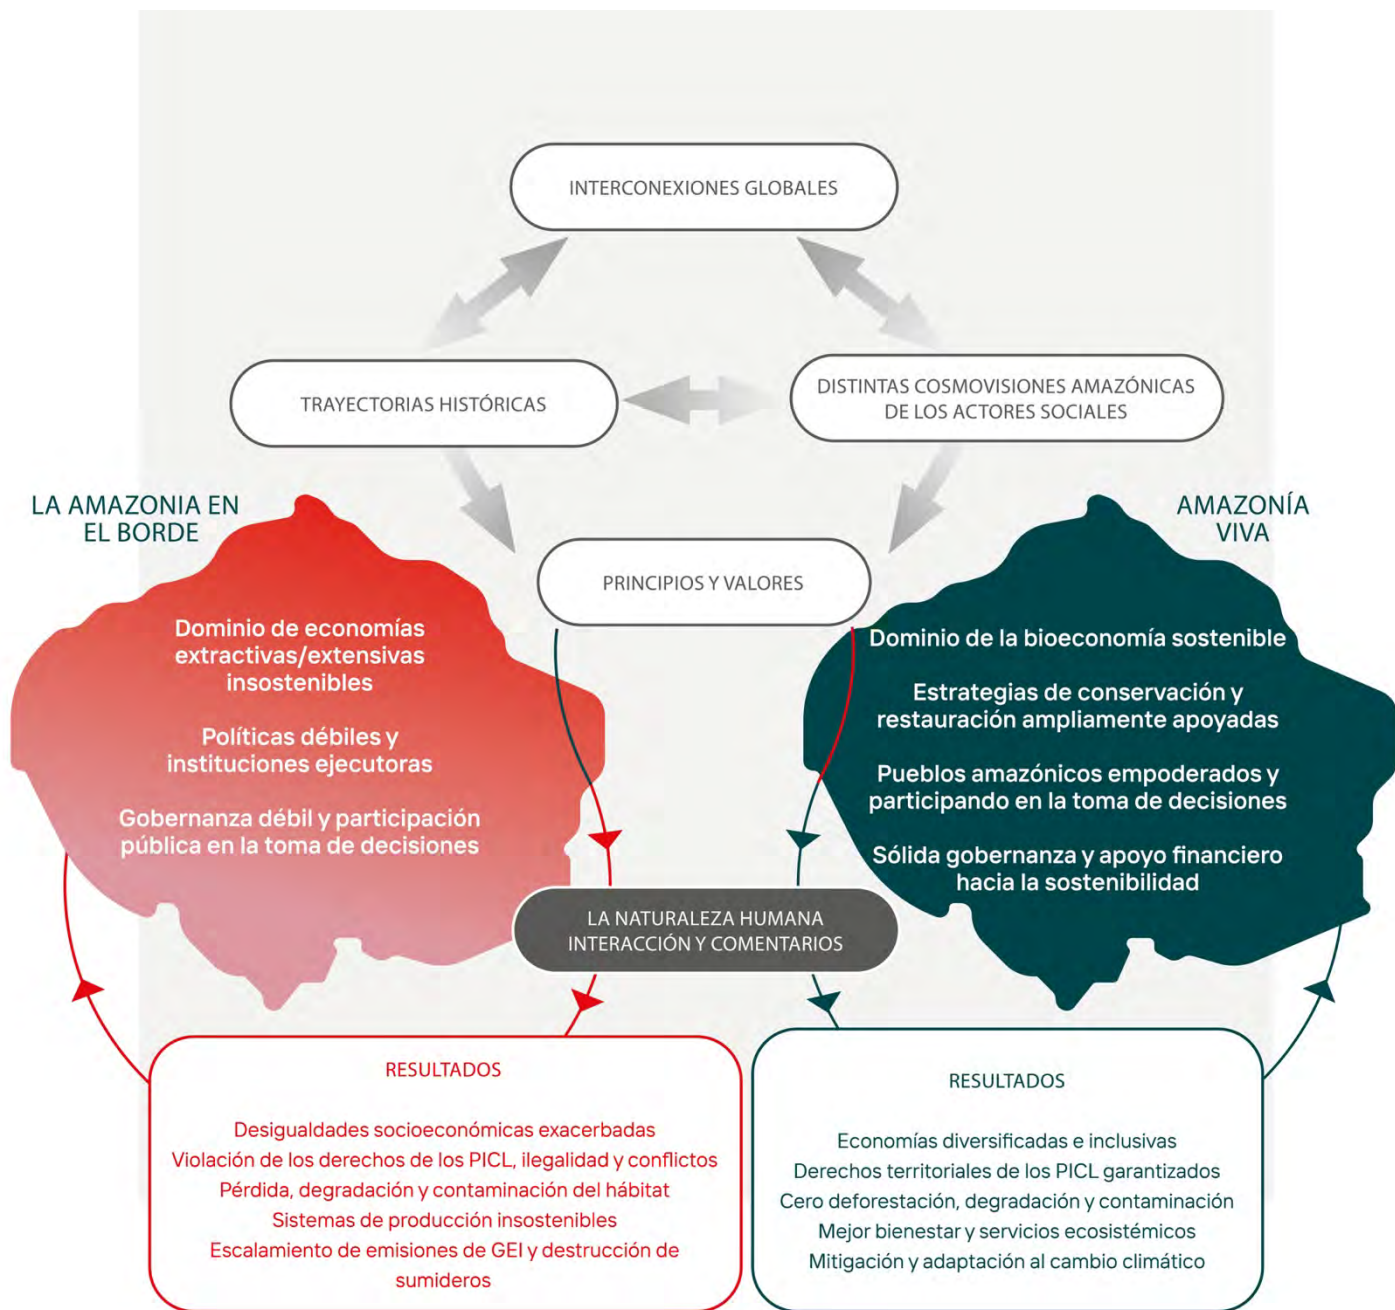 INTERCONEXIONES GLOBALES
TRAYECTORIAS HISTÓRICAS
DISTINTAS COSMOVISIONES AMAZÓNICAS
DE LOS ACTORES SOCIALES
LA AMAZONIA EN
EL BORDE
AMAZONÍA
VIVA
PRINCIPIOS Y VALORES
Dominio de economías
extractivas/extensivas
insostenibles
Políticas débiles y
instituciones ejecutoras
Gobernanza débil y participación
pública en la toma de decisiones
Dominio de la bioeconomía sostenible
Estrategias de conservación y
restauración ampliamente apoyadas
Pueblos amazónicos empoderados y
participando en la toma de decisiones
Sólida gobernanza y apoyo financiero
hacia la sostenibilidad
LA NATURALEZA HUMANA
INTERACCIÓN Y COMENTARIOS
RESULTADOS
Desigualdades socioeconómicas exacerbadas
Violación de los derechos de los PICL, ilegalidad y conflictos
Pérdida, degradación y contaminación del hábitat
Sistemas de producción insostenibles
Escalamiento de emisiones de GEI y destrucción de
sumideros
RESULTADOS
Economías diversificadas e inclusivas
Derechos territoriales de los PICL garantizados
Cero deforestación, degradación y contaminación
Mejor bienestar y servicios ecosistémicos
Mitigación y adaptación al cambio climático